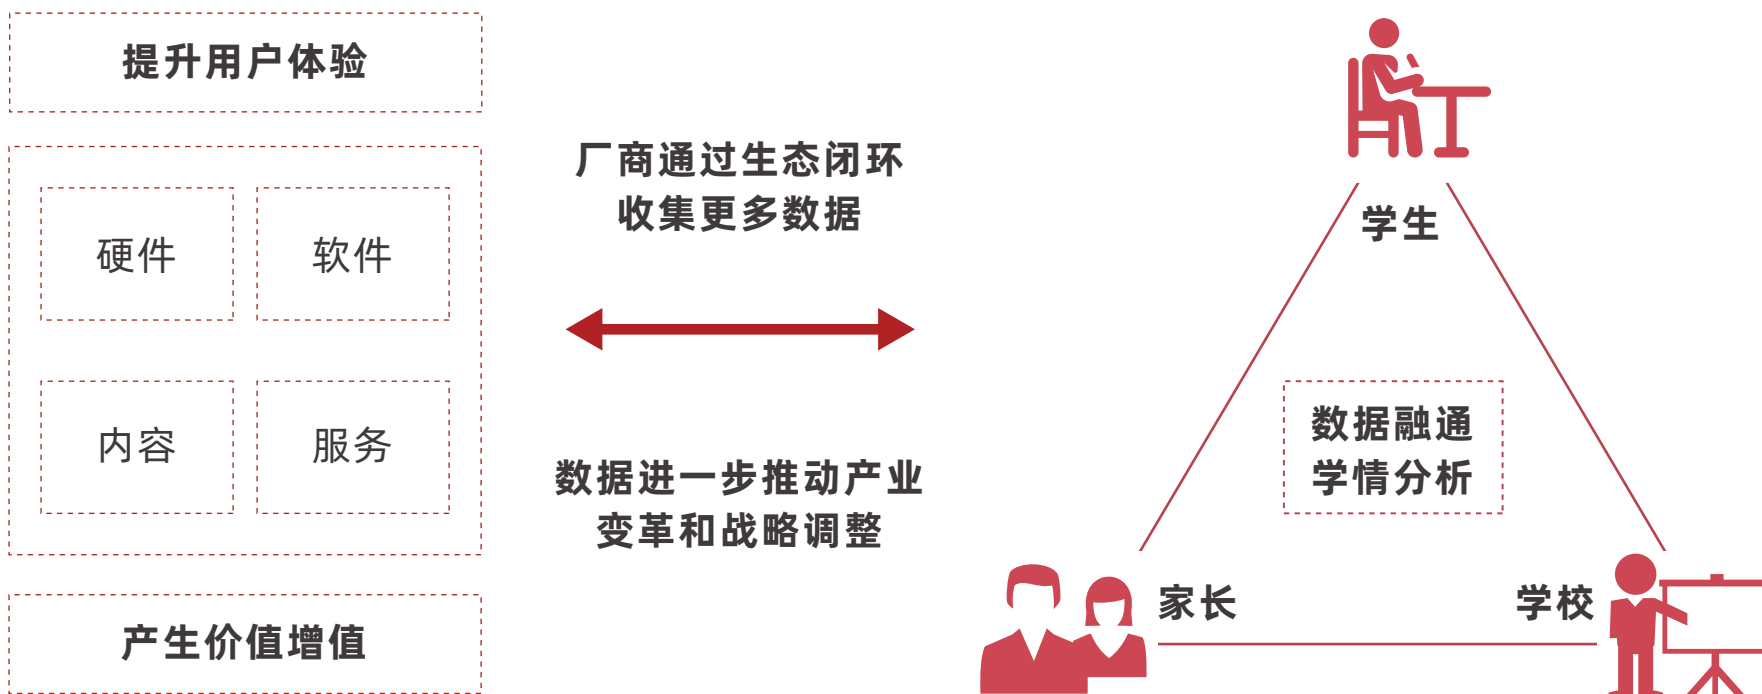 提升用户体验
硬件
软件
内容
服务
产生价值增值
厂商通过生态闭环
收集更多数据
数据进一步推动产业
变革和战略调整
学生
数据融通
学情分析
家长
学校